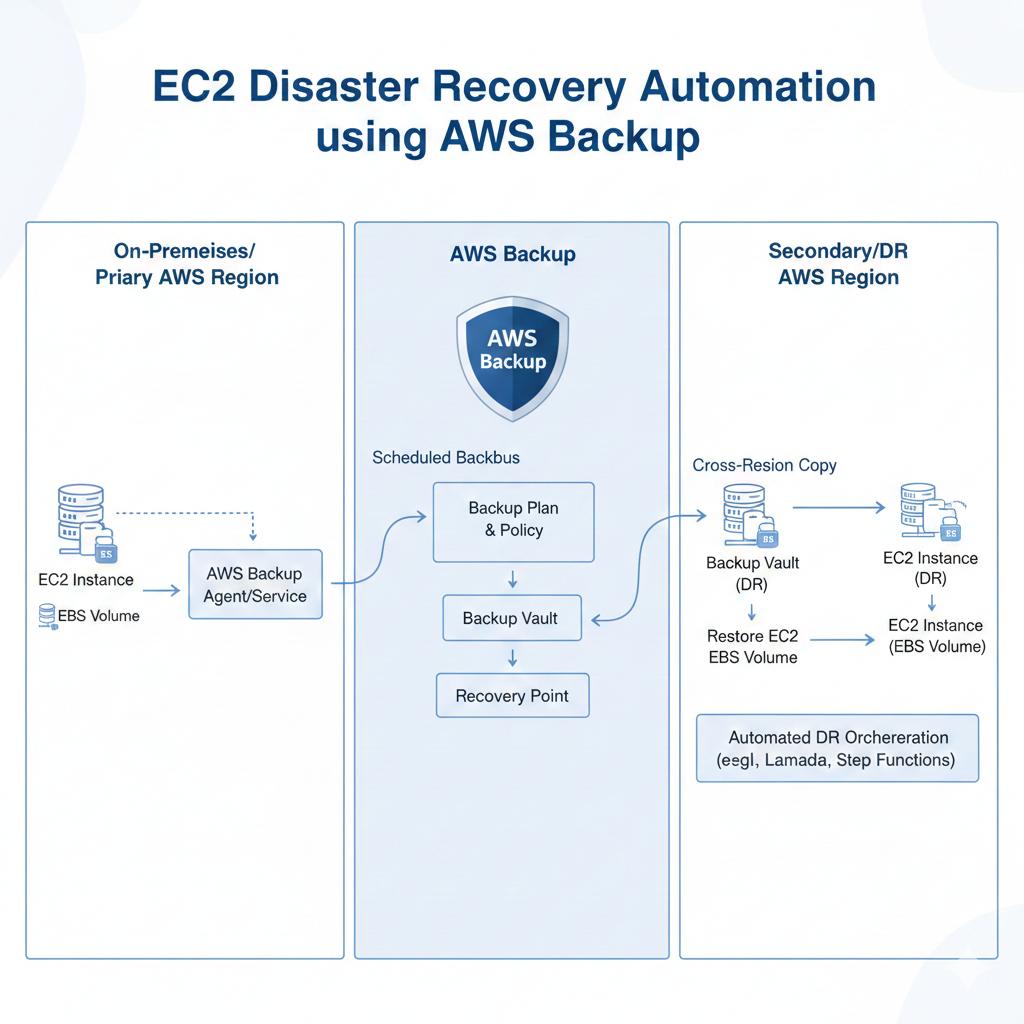 EC2 Disaster Recovery Automation
using AWS Backup
On-Premeises/
Priary AWS Region
EC2 Instance
EBS Volume
AWS Backup
Agent/Service
AWS Backup
AWS
Backup
Scheduled Backbus
Backup Plan
& Policy
Backup Vault
Recovery Point
Secondary/DR
AWS Region
Cross-Resion Copy
Backup Vault
(DR)
Restore EC2
EBS Volume
EC2 Instance
(DR)
EC2 Instance
(EBS Volume)
Automated DR Orchereration
(eegl, Lamada, Step Functions)